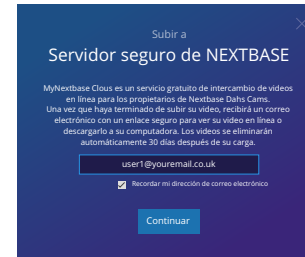 Subir a
Servidor seguro de NEXTBASE
MyNextbase Clous es un servicio gratuito de intercambio de videos
en línea para los propietarios de Nextbase Dahs Cams.
Una vez que haya terminado de subir su video, recibirá un correo
electrónico con un enlace seguro para ver su video en línea o
descargarlo a su computadora. Los videos se eliminarán
automáticamente 30 días después de su carga.
user1@youremail.co.uk
Recordar mi dirección de correo electrónico
Continuar